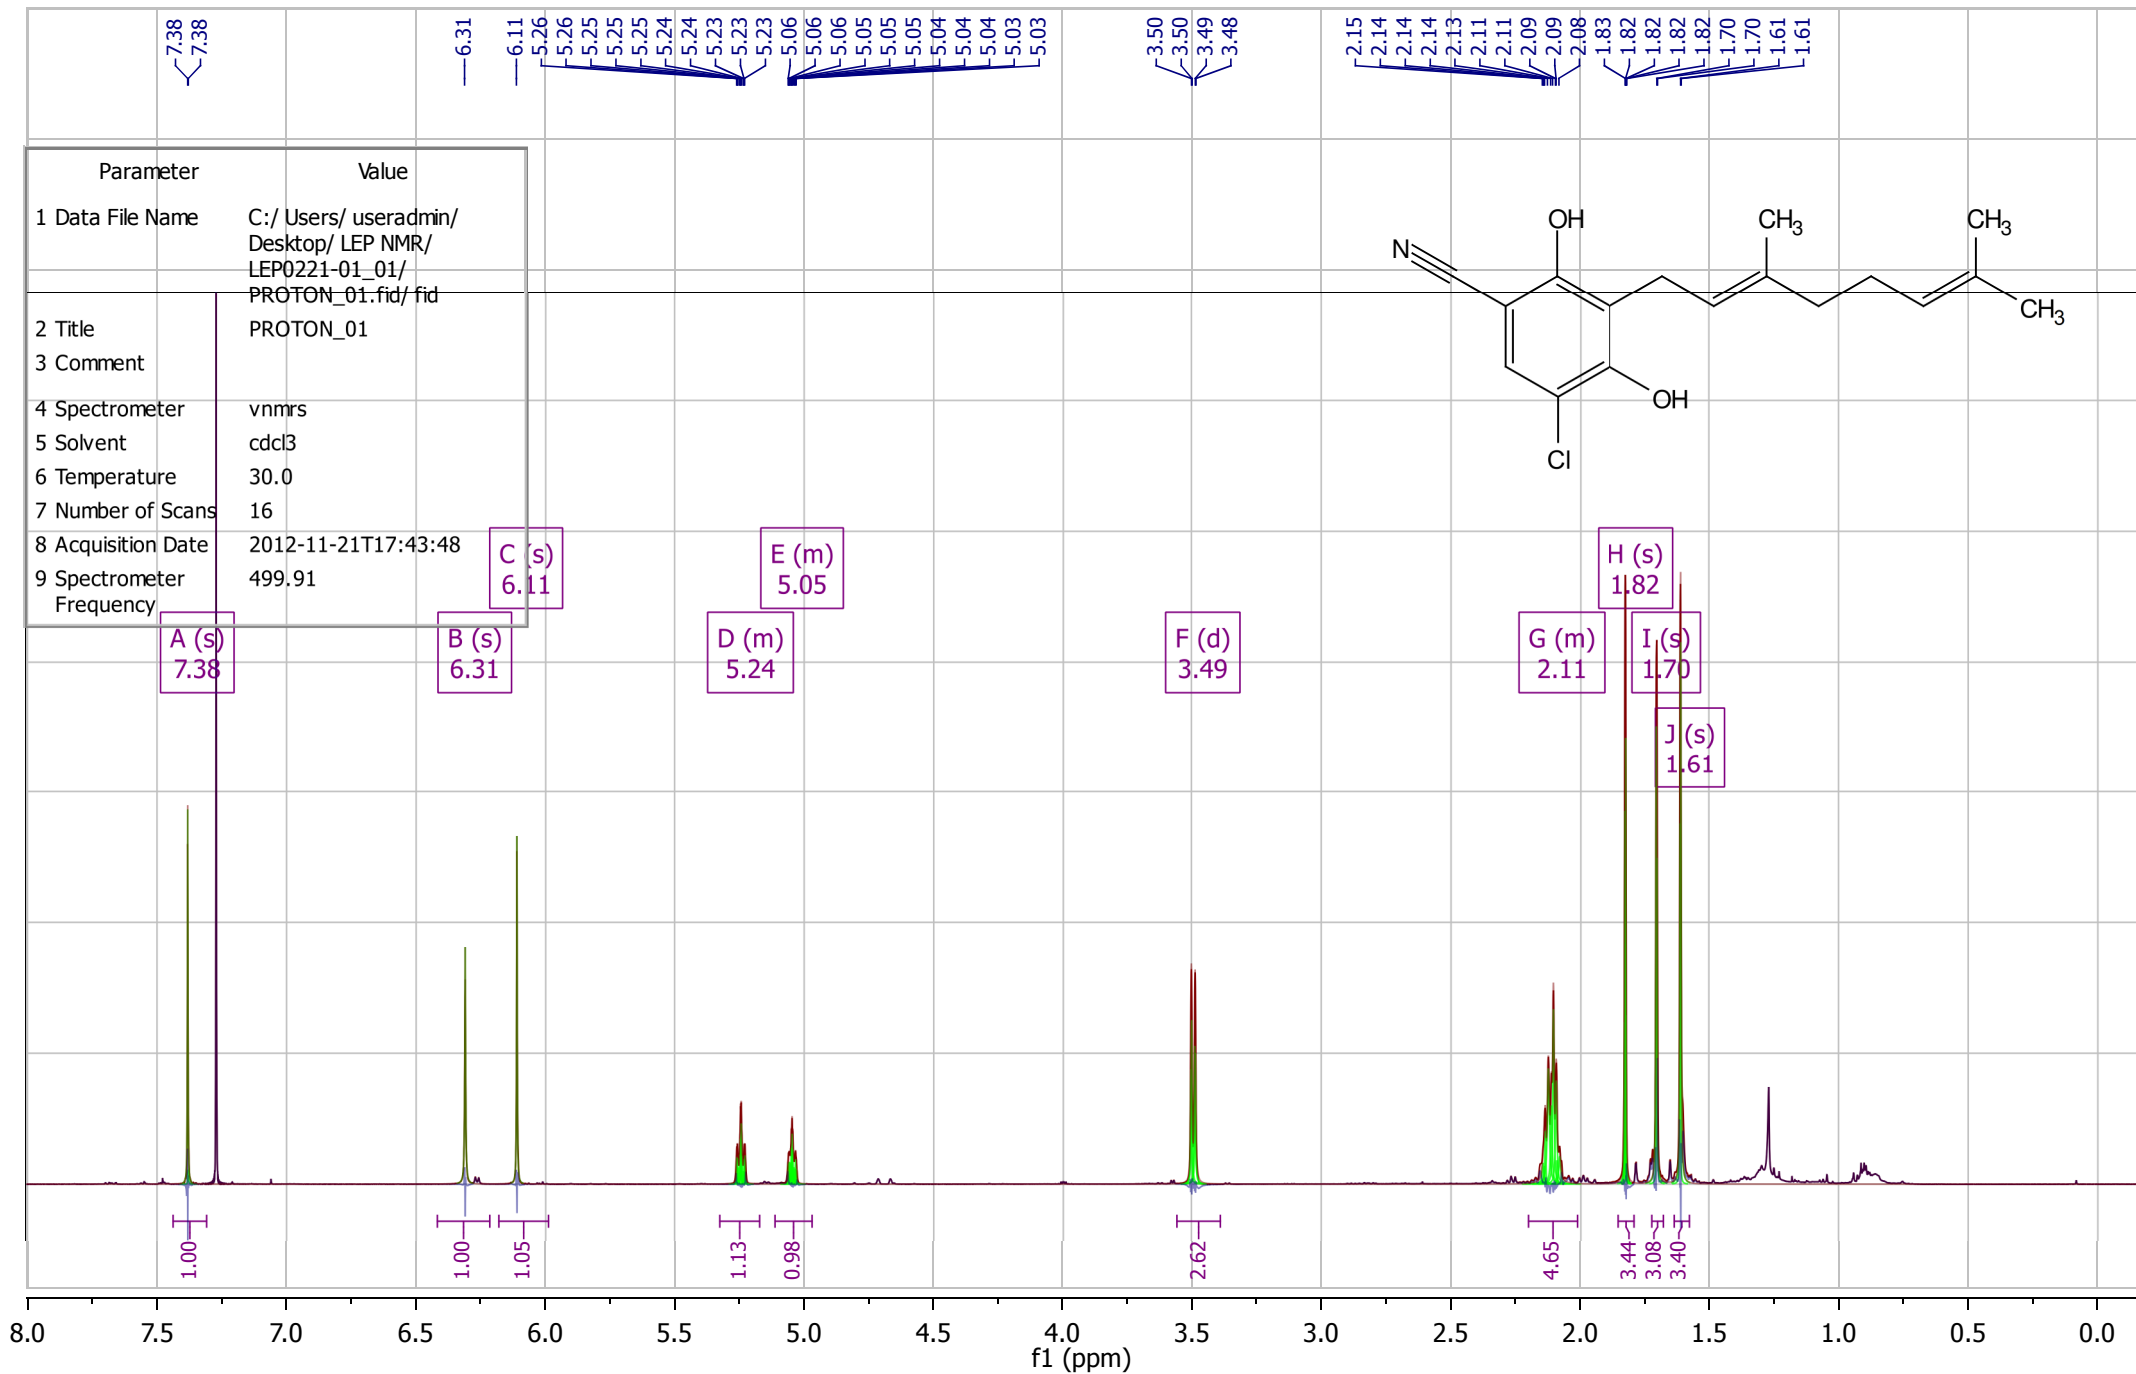 7.38
7.38
6.31
6.11
5.26
5.26
5.25
5.25
5.25
5.24
5.24
5.23
5.23
5.23
5.06
5.06
5.06
5.05
5.05
5.05
5.04
5.04
5.04
5.03
5.03
3.50
3.50
3.49
3.48
2.15
2.14
2.14
2.14
2.13
2.11
2.11
2.09
2.09
2.08
1.83
1.82
1.82
1.82
1.82
1.70
1.70
1.61
1.61
Parameter Value
1 Data File Name C:/ Users/ useradmin/
Desktop/ LEP NMR/
LEP0221-01_01/
PROTON_01.fid/ fid
2 Title PROTON_01
3 Comment
4 Spectrometer vnmrs
5 Solvent cdcl3
6 Temperature 30.0
7 Number of Scans 16
8 Acquisition Date 2012-11-21T17:43:48
9 Spectrometer 499.91
Frequency
N
OH
CH3
CH3
CH3
OH
Cl
C (s)
6.11
E (m)
5.05
H (s)
1.82
A (s)
7.38
B (s)
6.31
D (m)
5.24
F (d)
3.49
G (m)
2.11
I (s)
1.70
J (s)
1.61
1.00
1.00
1.05
1.13
0.98
2.62
4.65
3.44
3.08
3.40
8.0 7.5 7.0 6.5 6.0 5.5 5.0 4.5 4.0 3.5 3.0 2.5 2.0 1.5 1.0 0.5 0.0
f1 (ppm)